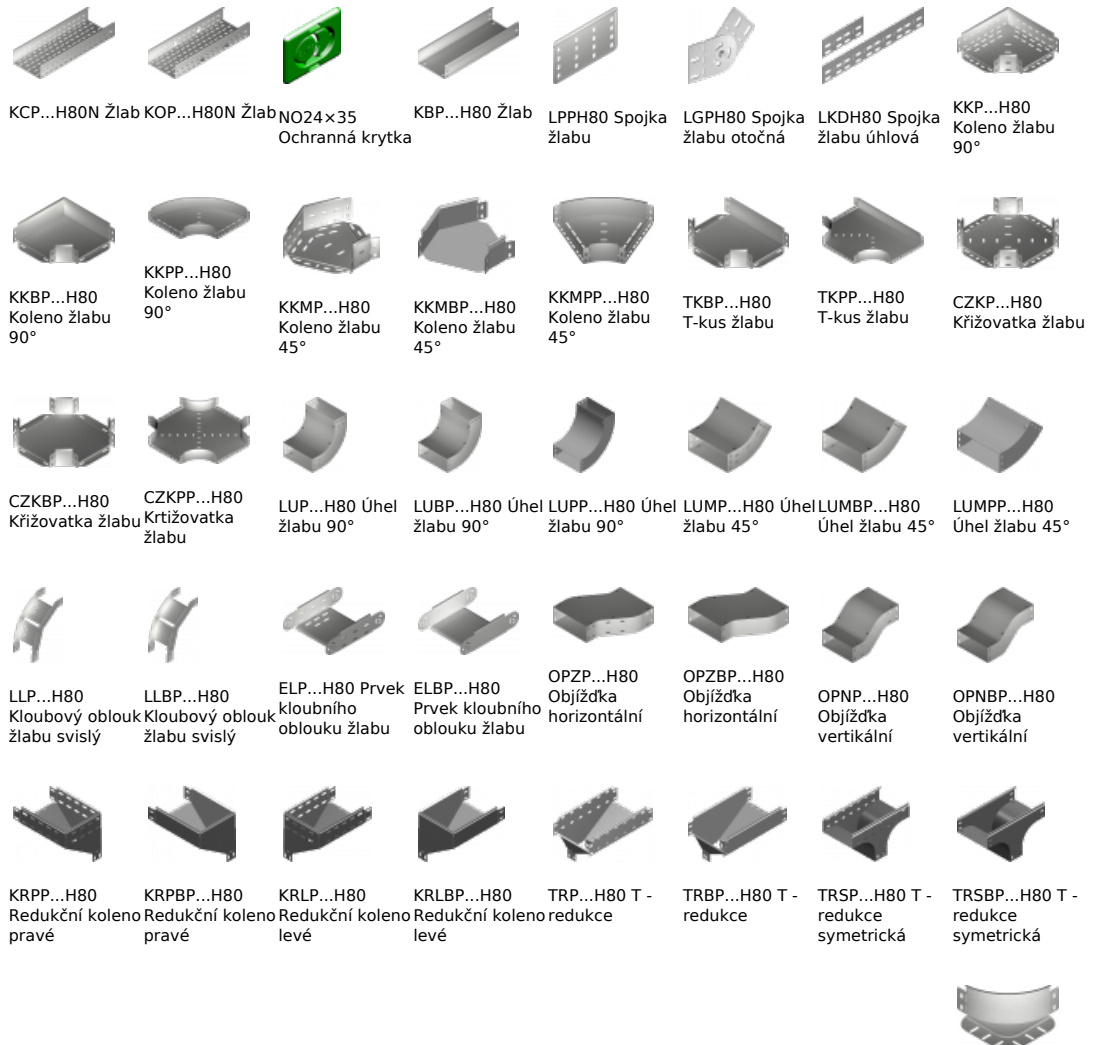 KCP...H80N Žlab
KOP...H80N Žlab
NO24×35
Ochranná krytka
KBP...H80 Žlab
LPPH80 Spojka
žlabu
LGPH80 Spojka
žlabu otočná
LKDH80 Spojka
žlabu úhlová
KKP...H80
Koleno žlabu
90°
KKBP...H80
Koleno žlabu
90°
KKPP...H80
Koleno žlabu
90°
KKMP...H80
Koleno žlabu
45°
KKMBP...H80
Koleno žlabu
45°
KKMPP...H80
Koleno žlabu
45°
TKBP...H80
T-kus žlabu
TKPP...H80
T-kus žlabu
CZKP...H80
Křižovatka žlabu
CZKBP...H80
Křižovatka žlabu
CZKPP...H80
Krtižovatka
žlabu
LUP...H80 Úhel
žlabu 90°
LUBP...H80 Úhel
žlabu 90°
LUPP...H80 Úhel
žlabu 90°
LUMP...H80 Úhel
žlabu 45°
LUMBP...H80
Úhel žlabu 45°
LUMPP...H80
Úhel žlabu 45°
LLP...H80
Kloubový oblouk
žlabu svislý
LLBP...H80
Kloubový oblouk
žlabu svislý
ELP...H80 Prvek
kloubního
oblouku žlabu
ELBP...H80
Prvek kloubního
oblouku žlabu
OPZP...H80
Objížďka
horizontální
OPZBP...H80
Objížďka
horizontální
OPNP...H80
Objížďka
vertikální
OPNBP...H80
Objížďka
vertikální
KRPP...H80
Redukční koleno
pravé
KRPBP...H80
Redukční koleno
pravé
KRLP...H80
Redukční koleno
levé
KRLBP...H80
Redukční koleno
levé
TRP...H80 T -
redukce
TRBP...H80 T -
redukce
TRSP...H80 T -
redukce
symetrická
TRSBP...H80 T -
redukce
symetrická